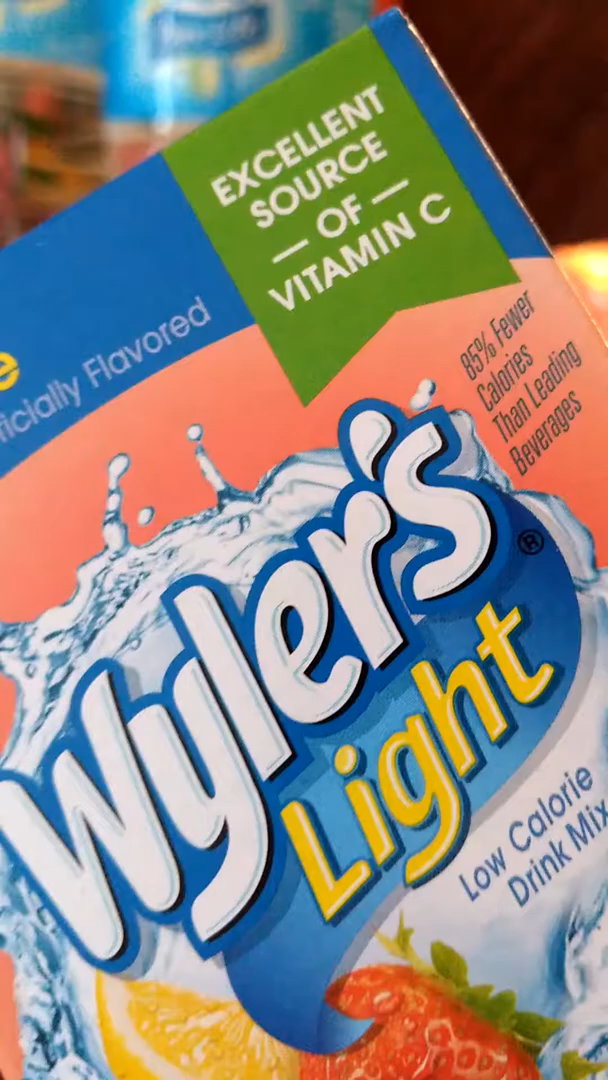 EXCELLENT
SOURCE
— OF —
VITAMIN C
Flavored
85% Fewer
Calories
Than Leading
Beverages
Wyler's
®
Light
Low Calorie
Drink Mix